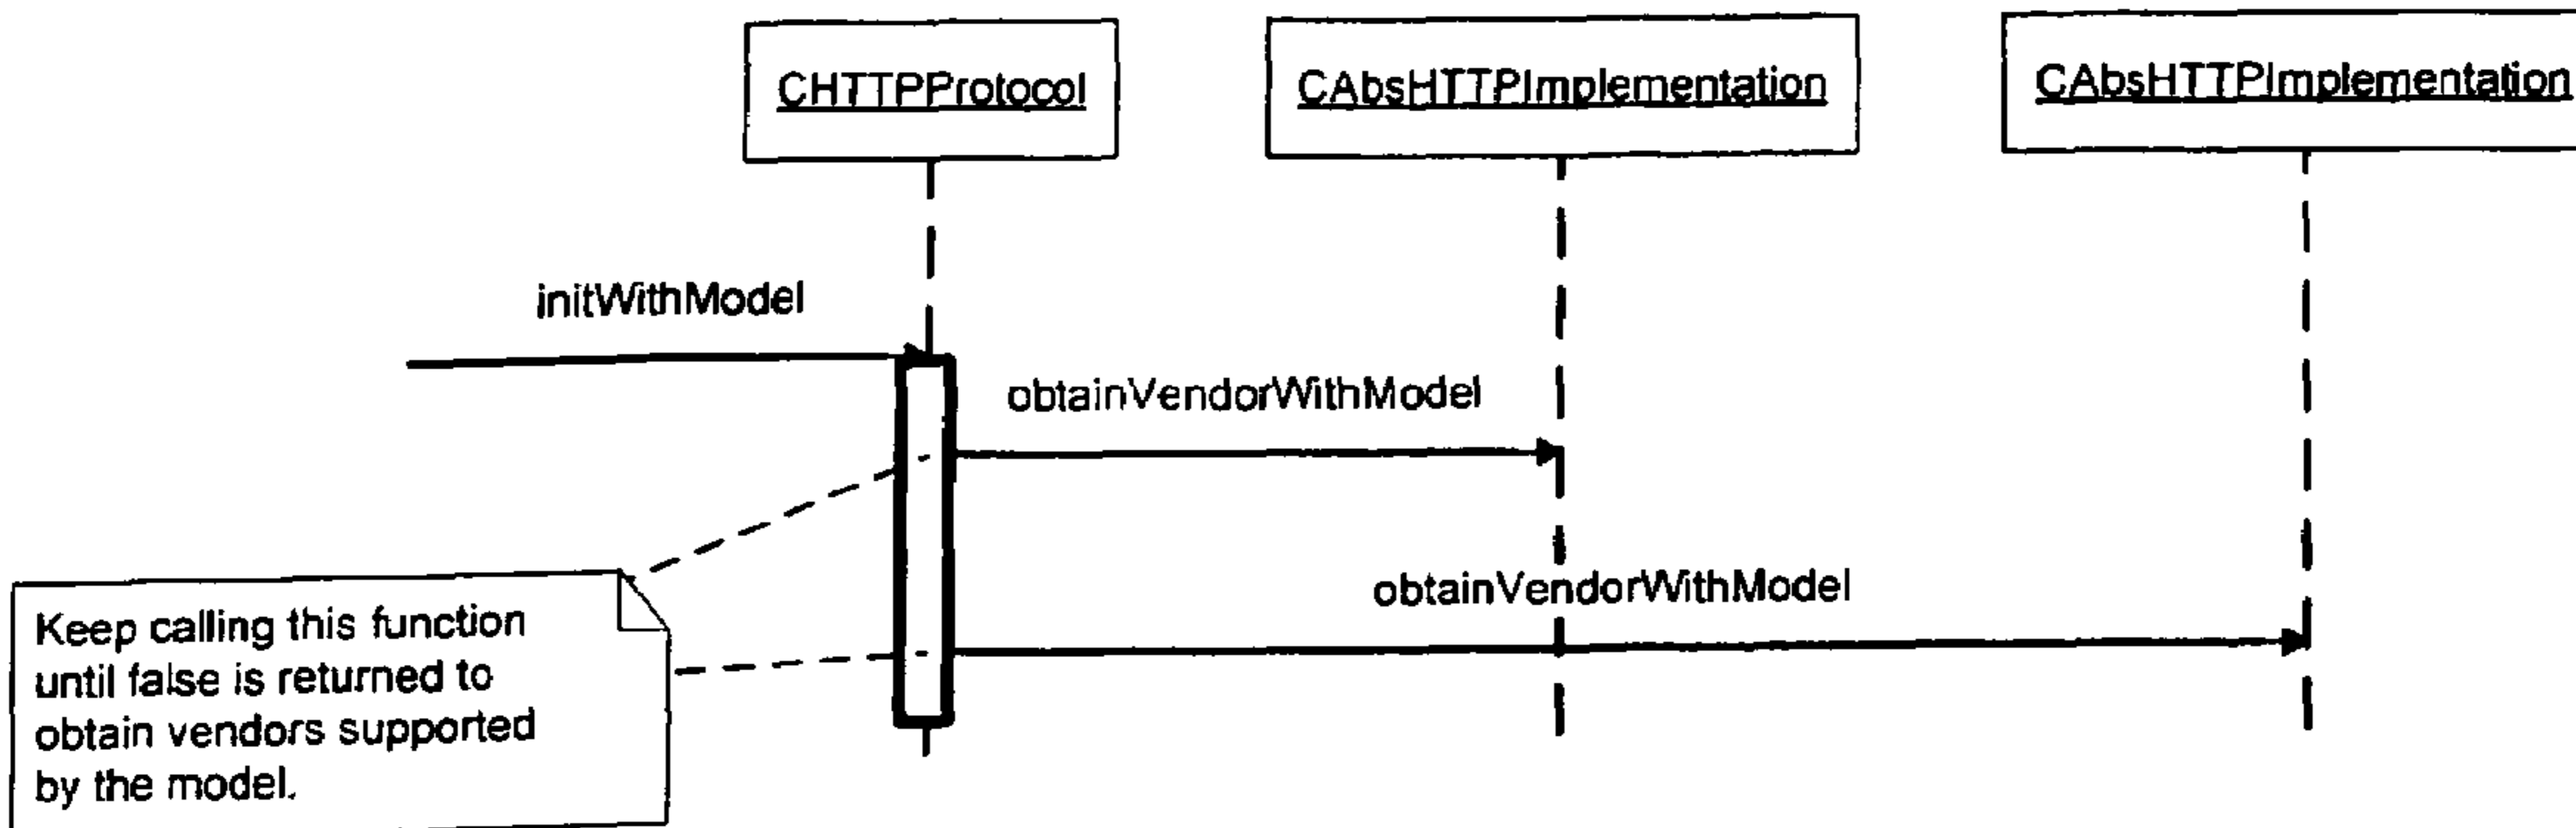 CHTTPProtocol
CAbsHTTPImplementation
CAbsHTTPImplementation
initWithModel
obtainVendorWithModel
obtainVendorWithModel
Keep calling this function
until false is returned to
obtain vendors supported
by the model.